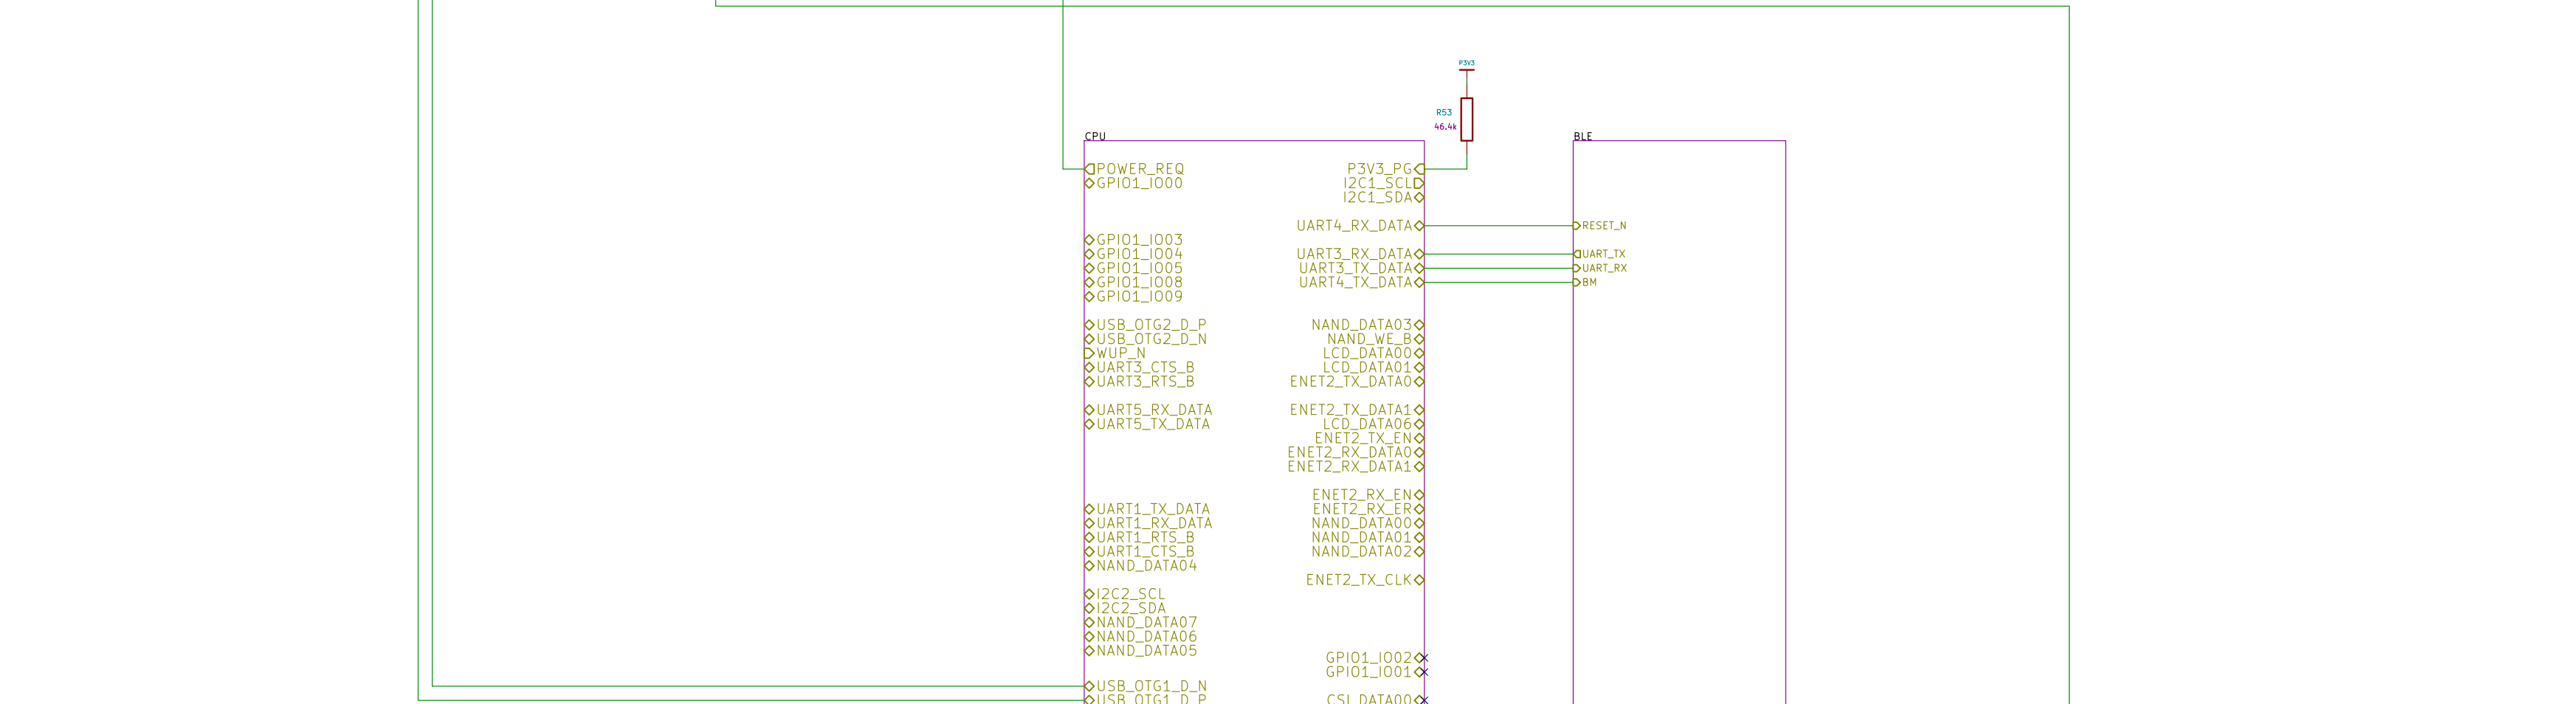 P3V3
R53
46.4k
CPU
BLE
POWER_REQ
GPIO1_IO00
GPIO1_IO03
GPIO1_IO04
GPIO1_IO05
GPIO1_IO08
GPIO1_IO09
USB_OTG2_D_P
USB_OTG2_D_N
WUP_N
UART3_CTS_B
UART3_RTS_B
UART5_RX_DATA
UART5_TX_DATA
UART1_TX_DATA
UART1_RX_DATA
UART1_RTS_B
UART1_CTS_B
NAND_DATA04
I2C2_SCL
I2C2_SDA
NAND_DATA07
NAND_DATA06
NAND_DATA05
USB_OTG1_D_N
USB_OTG1_D_P
P3V3_PG
I2C1_SCL
I2C1_SDA
UART4_RX_DATA
UART3_RX_DATA
UART3_TX_DATA
UART4_TX_DATA
NAND_DATA03
NAND_WE_B
LCD_DATA00
LCD_DATA01
ENET2_TX_DATA0
ENET2_TX_DATA1
LCD_DATA06
ENET2_TX_EN
ENET2_RX_DATA0
ENET2_RX_DATA1
ENET2_RX_EN
ENET2_RX_ER
NAND_DATA00
NAND_DATA01
NAND_DATA02
ENET2_TX_CLK
GPIO1_IO02
GPIO1_IO01
CSI_DATA00
RESET_N
UART_TX
UART_RX
BM